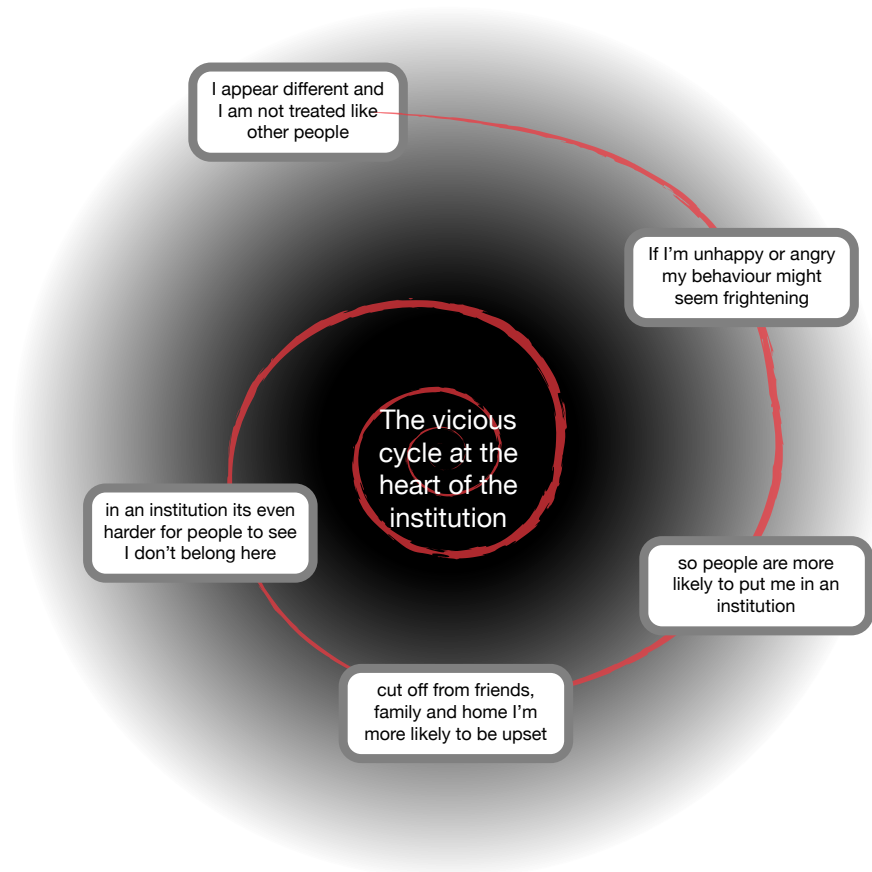 I appear different and
I am not treated like
other people
If I’m unhappy or angry
my behaviour might
seem frightening
so people are more
likely to put me in an
institution
cut off from friends,
family and home I’m
more likely to be upset
in an institution its even
harder for people to see
I don’t belong here
The vicious
cycle at the
heart of the
institution